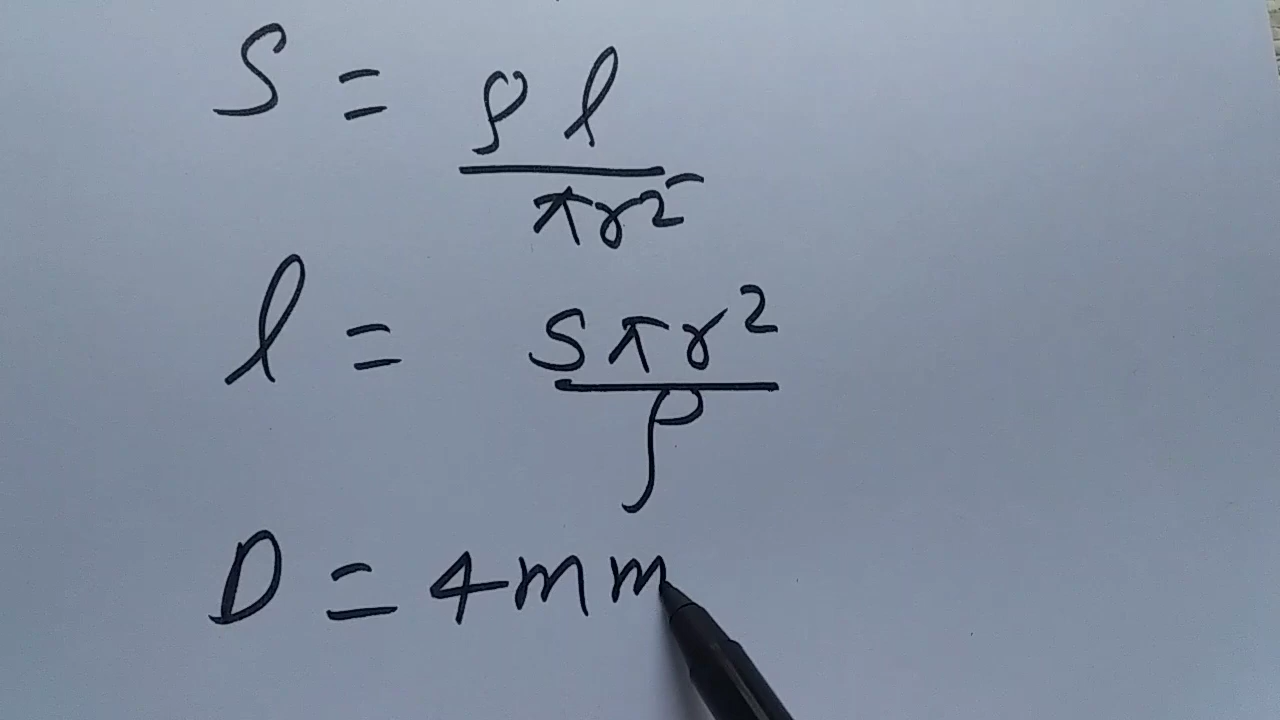 S = ρl / πr²
l = Sπr² / ρ
D = 4mm